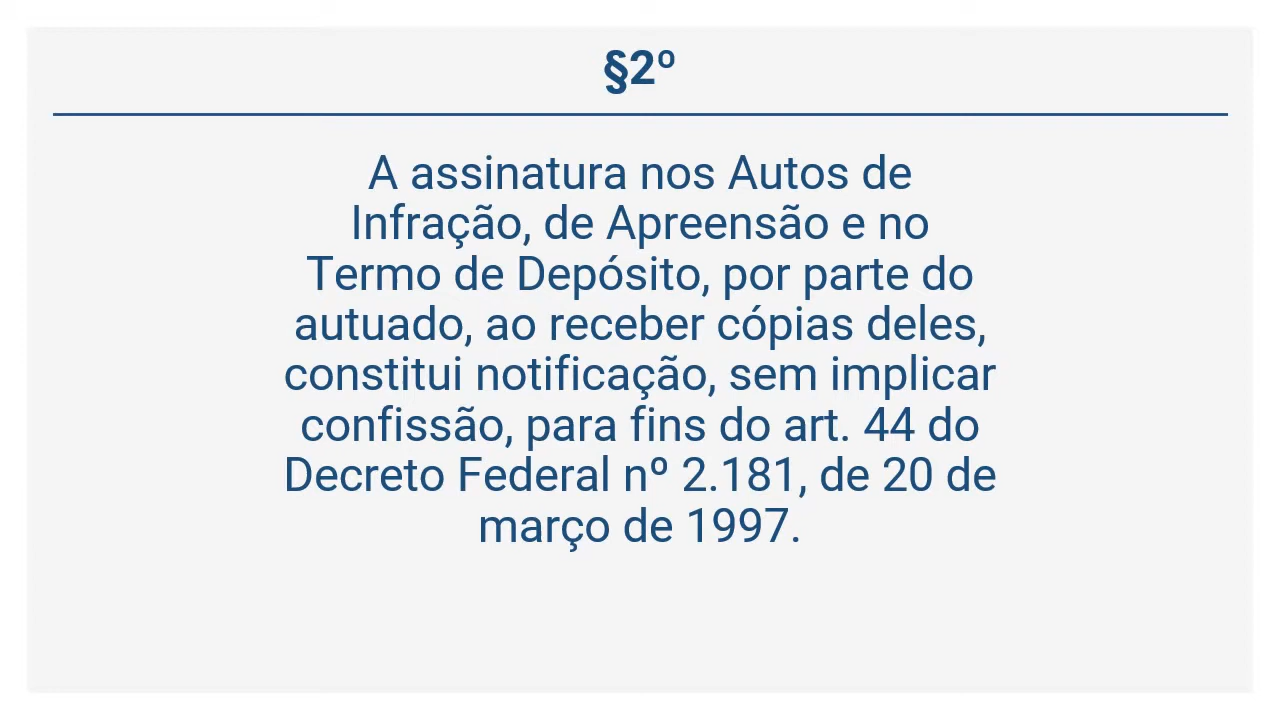 §2º
A assinatura nos Autos de
Infração, de Apreensão e no
Termo de Depósito, por parte do
autuado, ao receber cópias deles,
constitui notificação, sem implicar
confissão, para fins do art. 44 do
Decreto Federal nº 2.181, de 20 de
março de 1997.